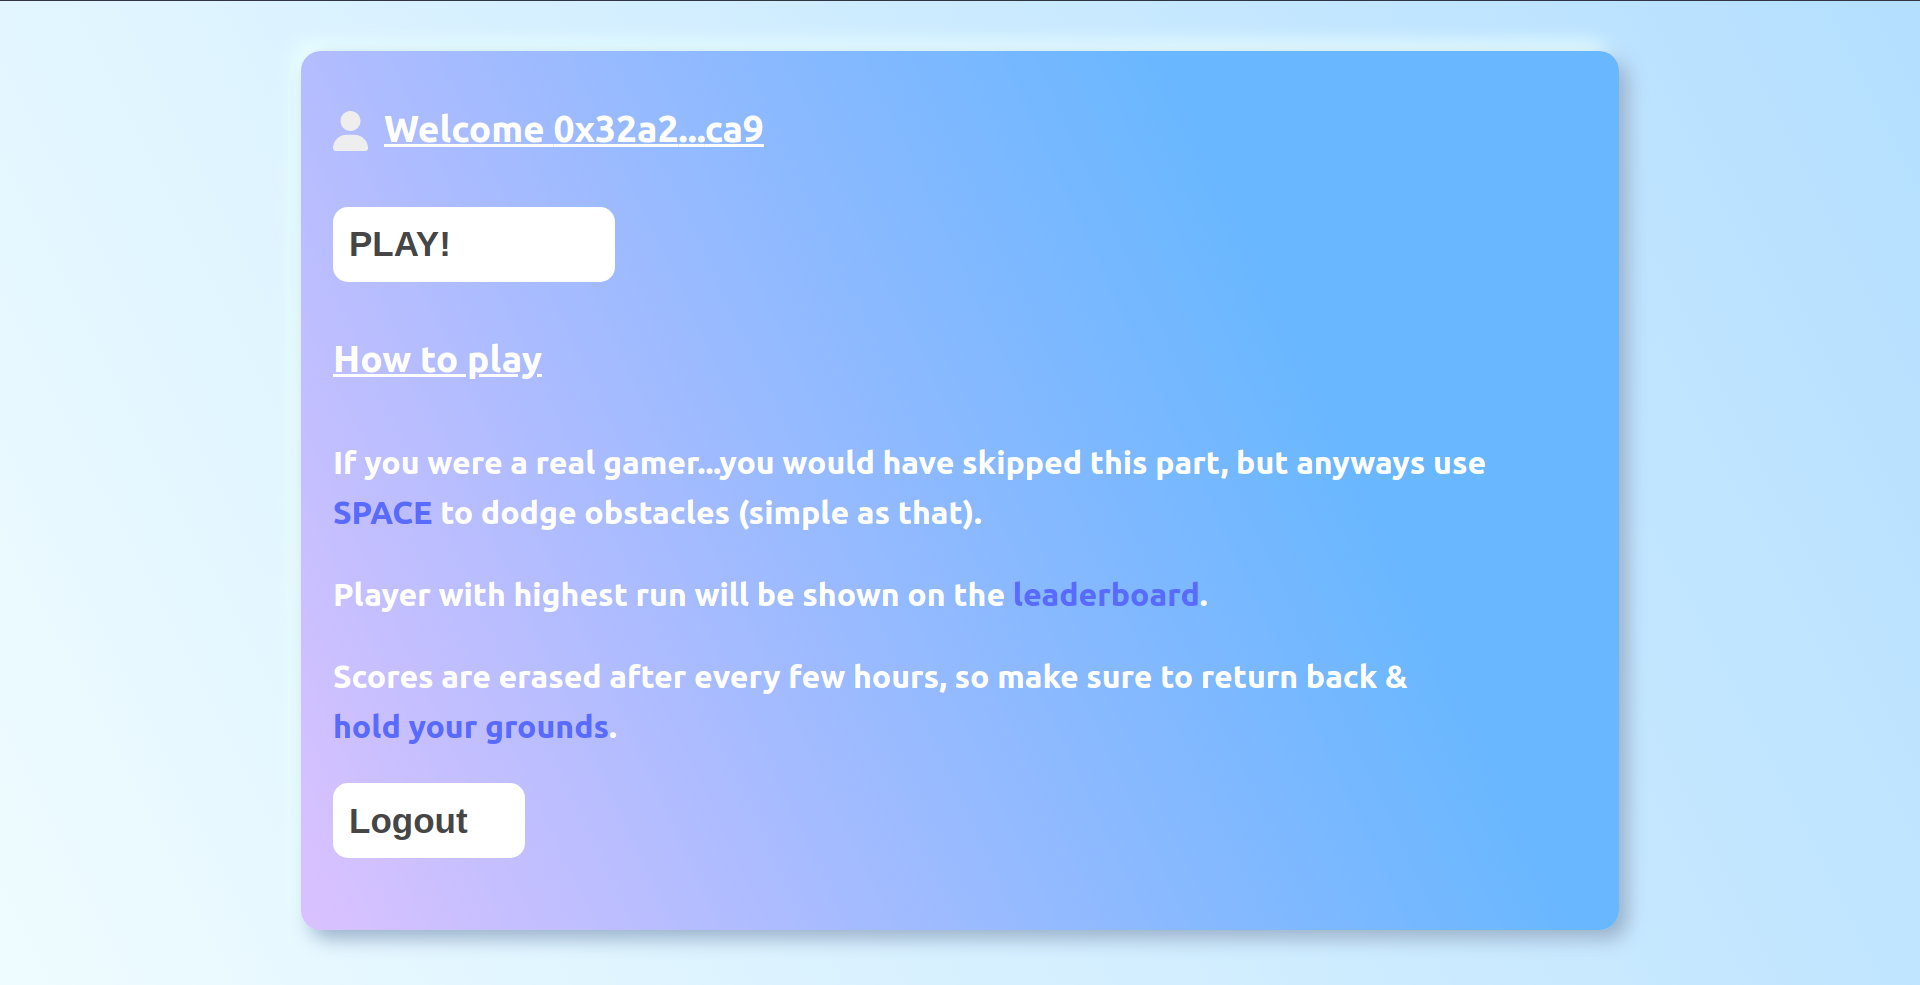 Welcome 0x32a2...ca9
PLAY!
How to play
If you were a real gamer...you would have skipped this part, but anyways use
SPACE to dodge obstacles (simple as that).
Player with highest run will be shown on the leaderboard.
Scores are erased after every few hours, so make sure to return back &
hold your grounds.
Logout